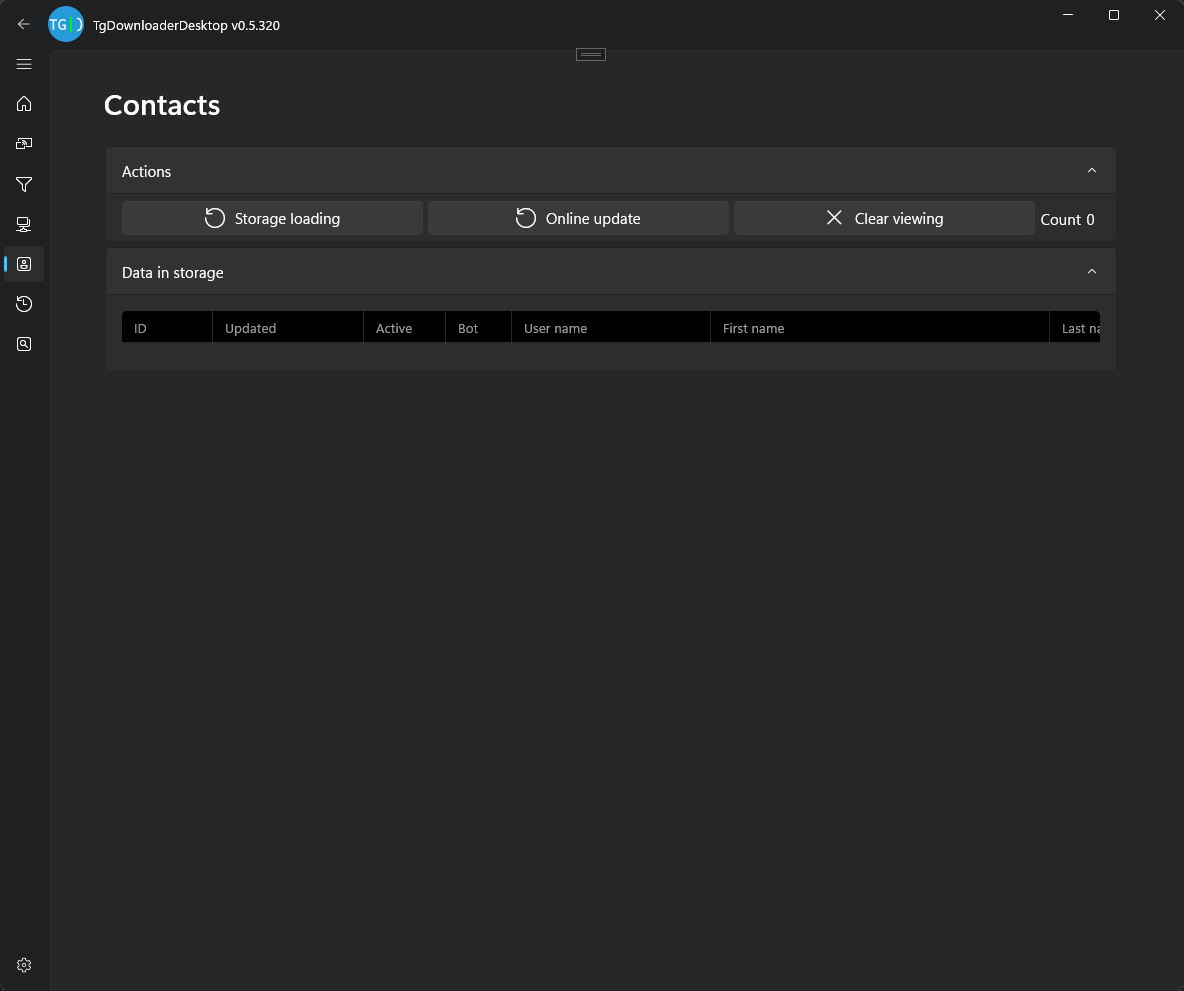 TG
TgDownloaderDesktop v0.5.320
Contacts
Actions
Storage loading
Online update
Clear viewing
Count 0
Data in storage
ID Updated Active Bot User name First name Last na